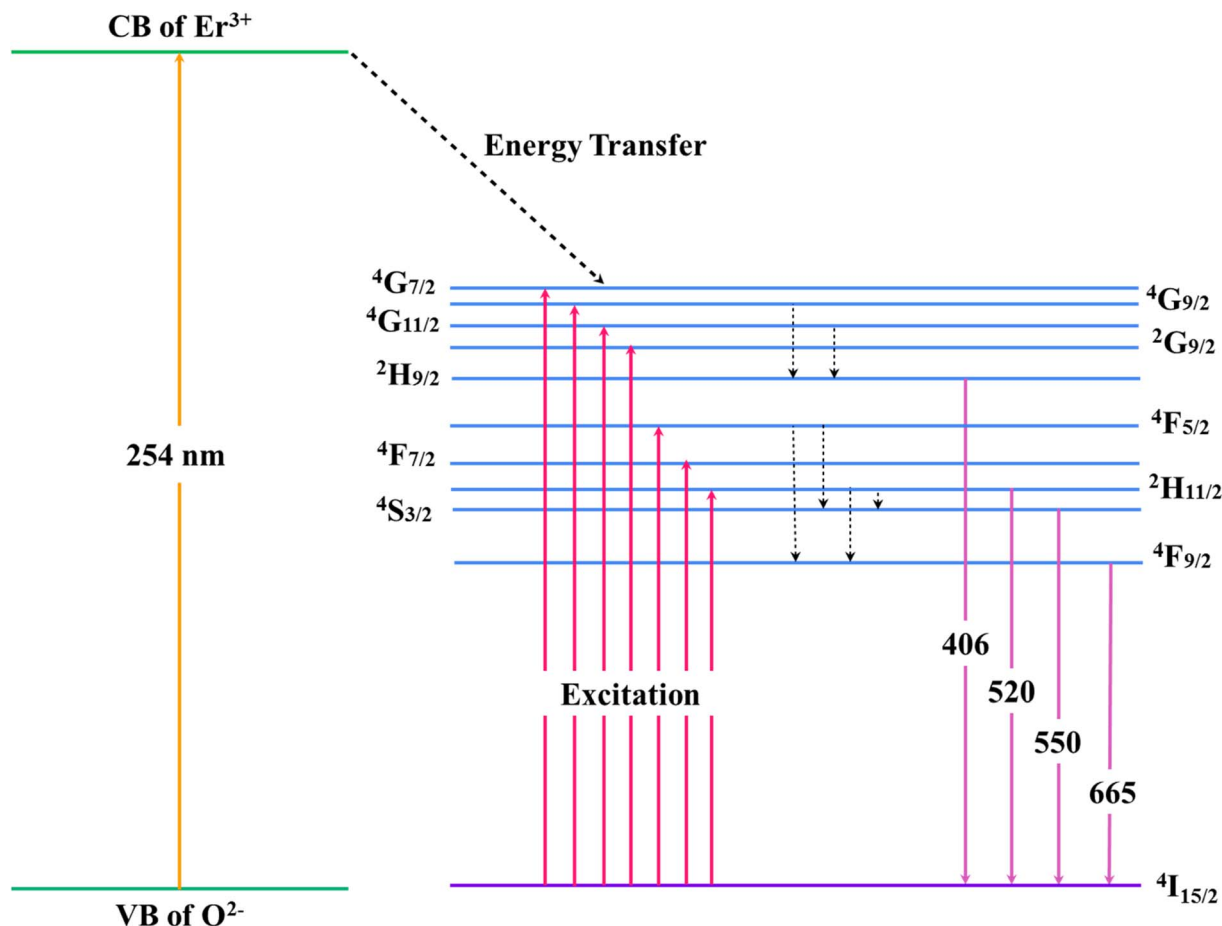 CB of Er³⁺
Energy Transfer
⁴G₇/₂
⁴G₉/₂
⁴G₁₁/₂
²G₉/₂
²H₉/₂
⁴F₅/₂
254 nm
⁴F₇/₂
²H₁₁/₂
⁴S₃/₂
⁴F₉/₂
406
520
Excitation
550
665
⁴I₁₅/₂
VB of O²⁻